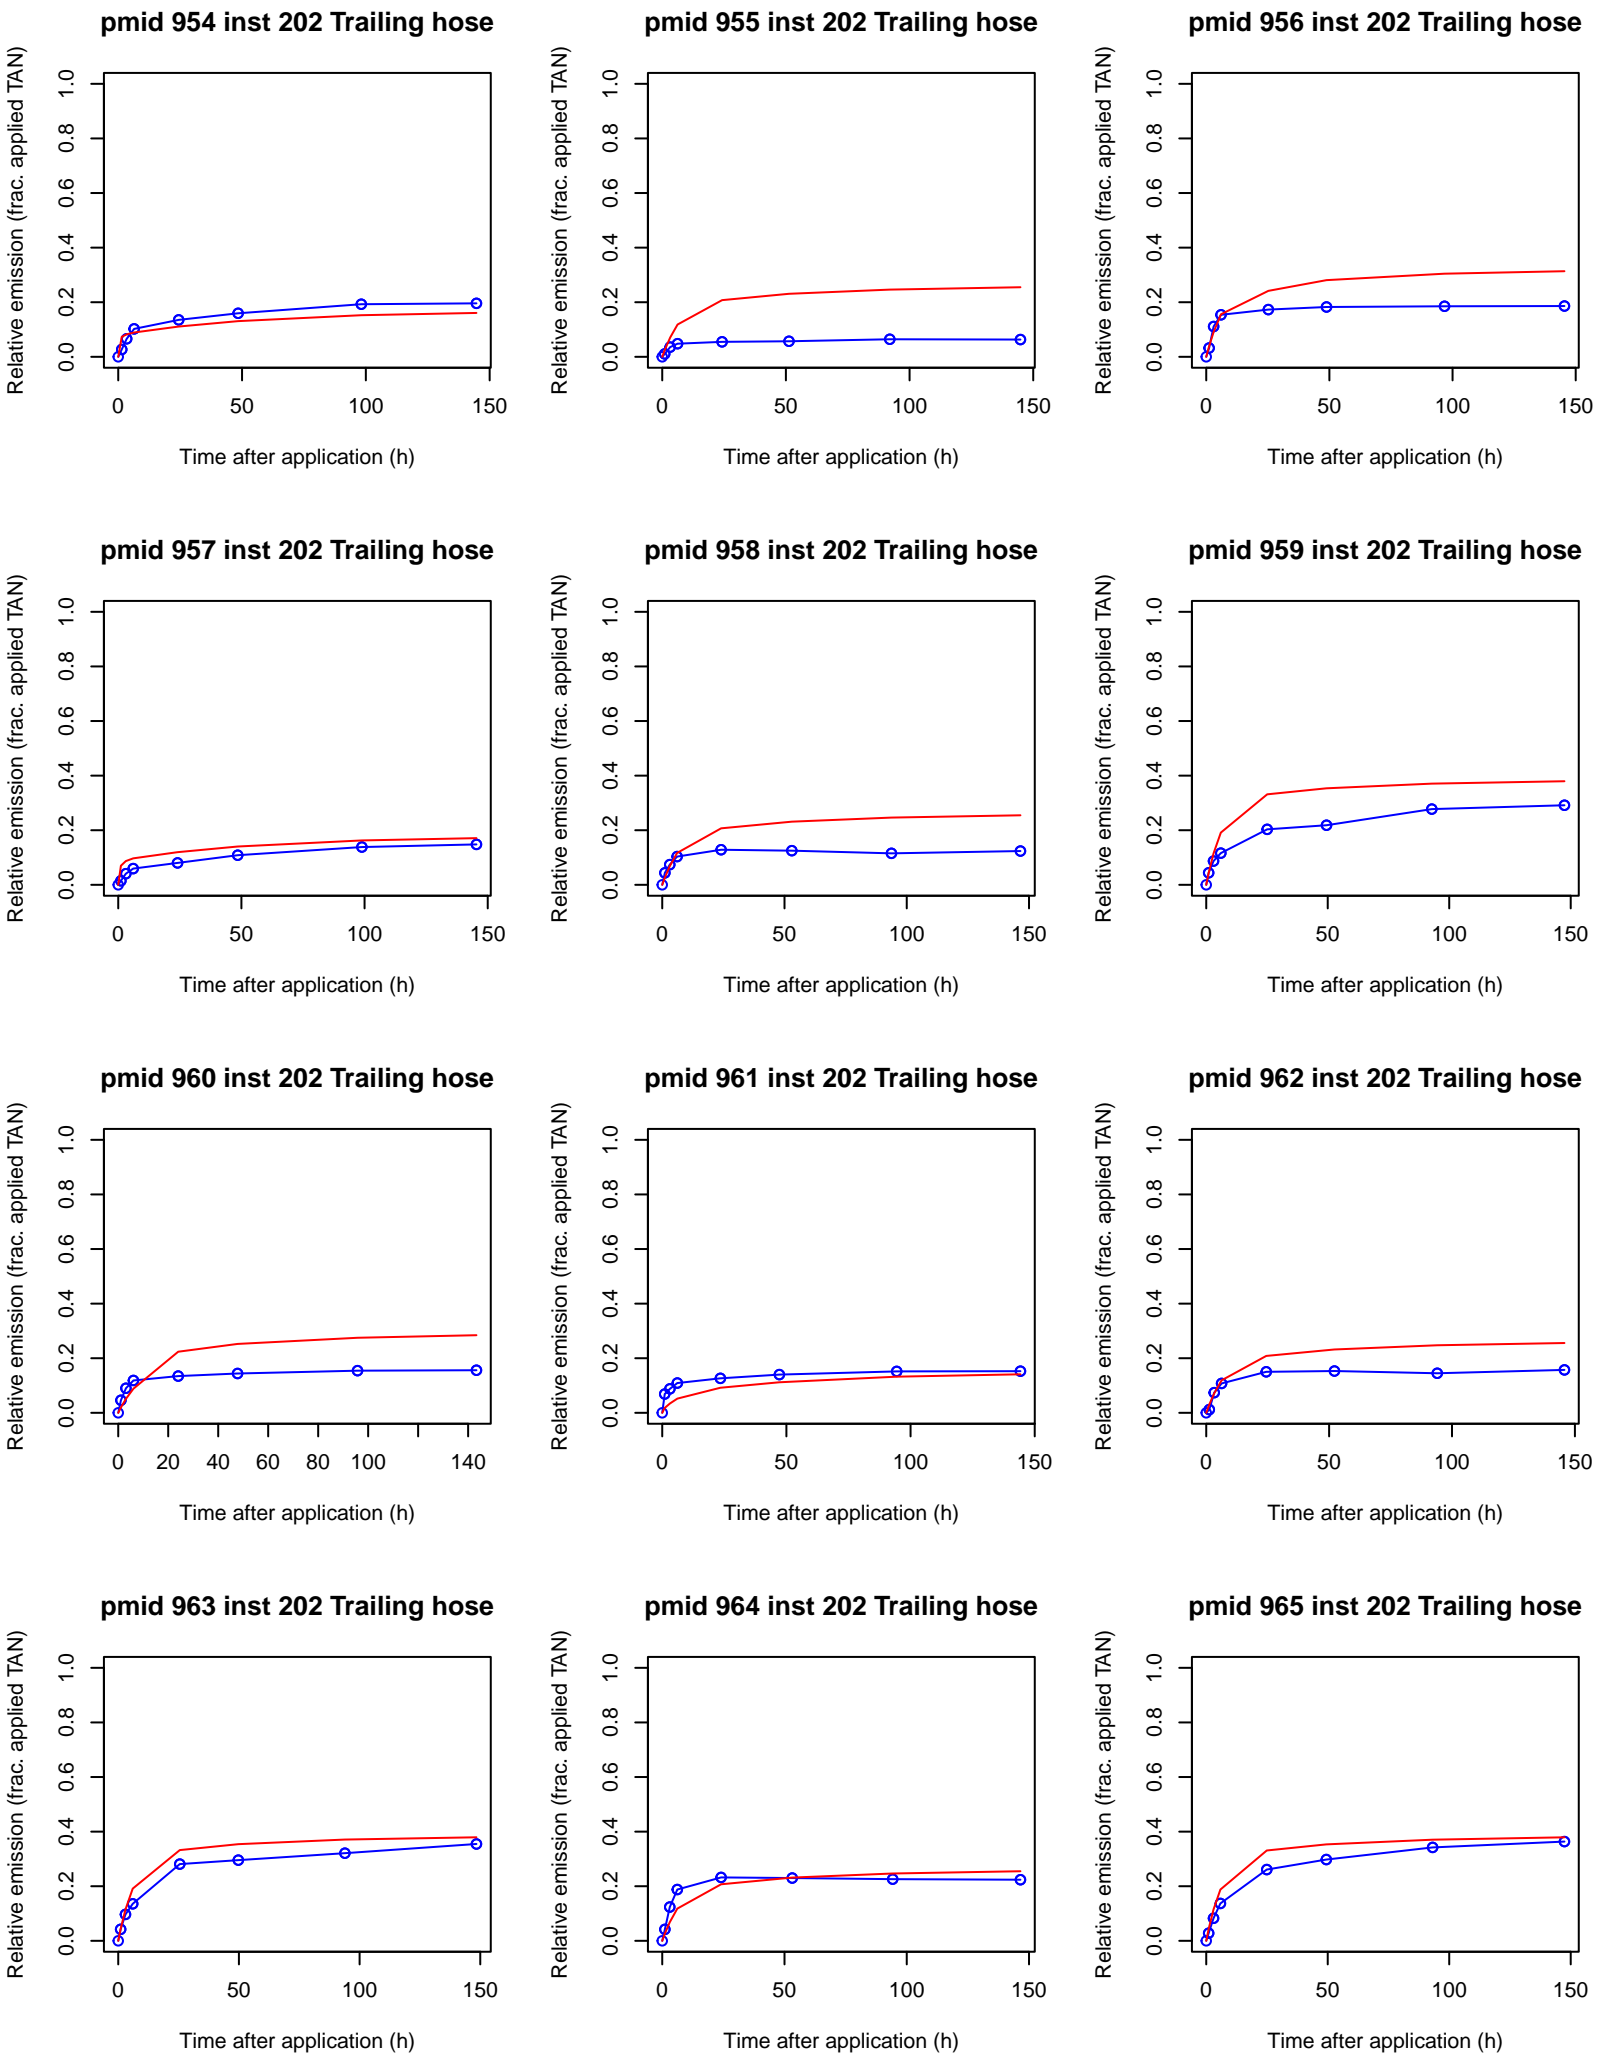 pmid 954 inst 202 Trailing hose
Relative emission (frac. applied TAN)
1.0
0.8
0.6
0.4
0.2
0.0
0 50 100 150
Time after application (h)
pmid 955 inst 202 Trailing hose
Relative emission (frac. applied TAN)
1.0
0.8
0.6
0.4
0.2
0.0
0 50 100 150
Time after application (h)
pmid 956 inst 202 Trailing hose
Relative emission (frac. applied TAN)
1.0
0.8
0.6
0.4
0.2
0.0
0 50 100 150
Time after application (h)
pmid 957 inst 202 Trailing hose
Relative emission (frac. applied TAN)
1.0
0.8
0.6
0.4
0.2
0.0
0 50 100 150
Time after application (h)
pmid 958 inst 202 Trailing hose
Relative emission (frac. applied TAN)
1.0
0.8
0.6
0.4
0.2
0.0
0 50 100 150
Time after application (h)
pmid 959 inst 202 Trailing hose
Relative emission (frac. applied TAN)
1.0
0.8
0.6
0.4
0.2
0.0
0 50 100 150
Time after application (h)
pmid 960 inst 202 Trailing hose
Relative emission (frac. applied TAN)
1.0
0.8
0.6
0.4
0.2
0.0
0 20 40 60 80 100 140
Time after application (h)
pmid 961 inst 202 Trailing hose
Relative emission (frac. applied TAN)
1.0
0.8
0.6
0.4
0.2
0.0
0 50 100 150
Time after application (h)
pmid 962 inst 202 Trailing hose
Relative emission (frac. applied TAN)
1.0
0.8
0.6
0.4
0.2
0.0
0 50 100 150
Time after application (h)
pmid 963 inst 202 Trailing hose
Relative emission (frac. applied TAN)
1.0
0.8
0.6
0.4
0.2
0.0
0 50 100 150
Time after application (h)
pmid 964 inst 202 Trailing hose
Relative emission (frac. applied TAN)
1.0
0.8
0.6
0.4
0.2
0.0
0 50 100 150
Time after application (h)
pmid 965 inst 202 Trailing hose
Relative emission (frac. applied TAN)
1.0
0.8
0.6
0.4
0.2
0.0
0 50 100 150
Time after application (h)